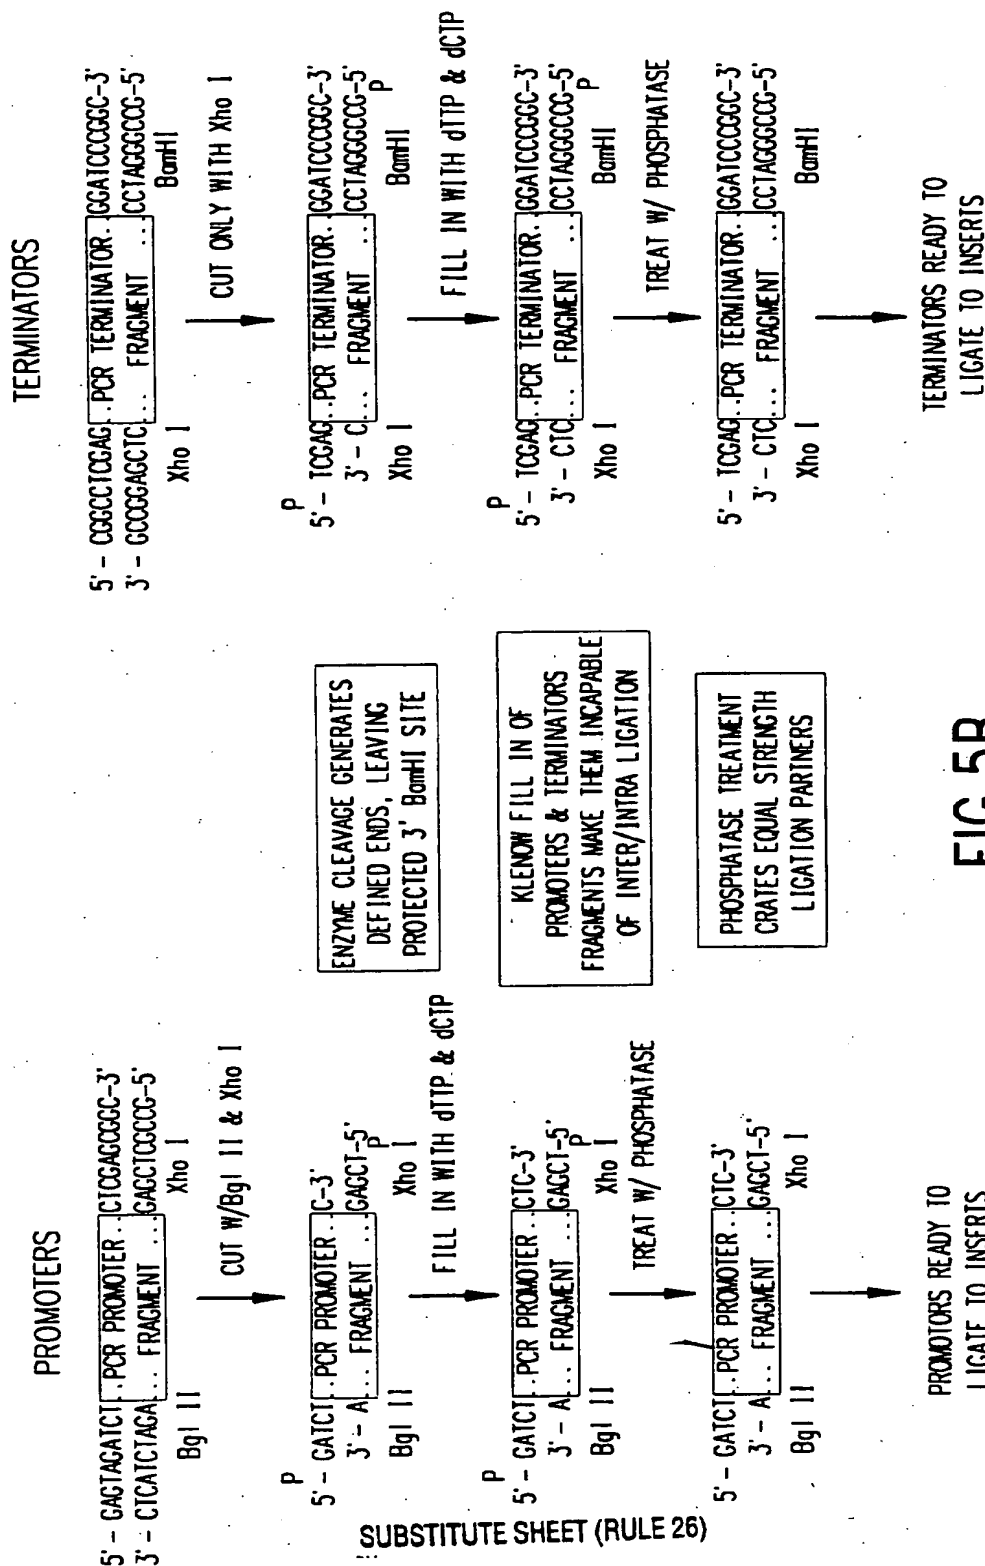 PROMOTERS
5' - GAGTAGATCT..PCR PROMOTER..CTCGAGCGGC-3'
3' - CTCATCTAGA... FRAGMENT ...GAGCTCGCCG-5'
Bgl II
Xho I
CUT W/Bgl II & Xho I
P
5' - GATCT..PCR PROMOTER..C-3'
3' - A... FRAGMENT ...GAGCT-5'
P
Bgl II
Xho I
FILL IN WITH dTTP & dCTP
P
5' - GATCT..PCR PROMOTER..CTC-3'
3' - A... FRAGMENT ...GAGCT-5'
P
Bgl II
Xho I
TREAT W/ PHOSPHATASE
5' - GATCT..PCR PROMOTER..CTC-3'
3' - A... FRAGMENT ...GAGCT-5'
Bgl II
Xho I
PROMOTORS READY TO
LIGATE TO INSERTS
ENZYME CLEAVAGE GENERATES
DEFINED ENDS, LEAVING
PROTECTED 3' BamHI SITE
KLENOW FILL IN OF
PROMOTERS & TERMINATORS
FRAGMENTS MAKE THEM INCAPABLE
OF INTER/INTRA LIGATION
PHOSPHATASE TREATMENT
CRATES EQUAL STRENGTH
LIGATION PARTNERS
TERMINATORS
5' - CGGCCTCGAG..PCR TERMINATOR..GGATCCCGGC-3'
3' - GCCGGAGCTC... FRAGMENT ...CCTAGGGCCG-5'
Xho I
BamHI
CUT ONLY WITH Xho I
P
5' - TCGAG..PCR TERMINATOR..GGATCCCGGC-3'
3' - C... FRAGMENT ...CCTAGGGCCG-5'
P
Xho I
BamHI
FILL IN WITH dTTP & dCTP
P
5' - TCGAG..PCR TERMINATOR..GGATCCCGGC-3'
3' - CTC... FRAGMENT ...CCTAGGGCCG-5'
P
Xho I
BamHI
TREAT W/ PHOSPHATASE
5' - TCGAG..PCR TERMINATOR..GGATCCCGGC-3'
3' - CTC... FRAGMENT ...CCTAGGGCCG-5'
Xho I
BamHI
TERMINATORS READY TO
LIGATE TO INSERTS
FIG. 5B
SUBSTITUTE SHEET (RULE 26)